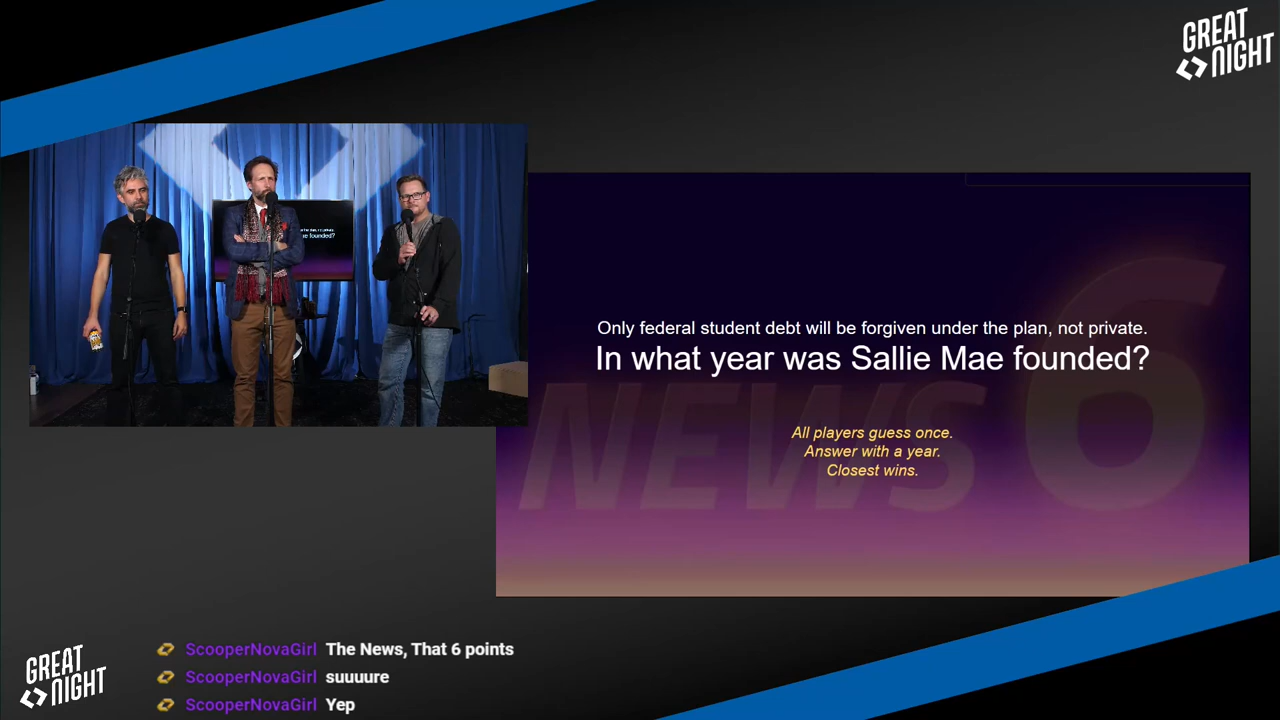 GREAT
NIGHT
Only federal student debt will be forgiven under the plan, not private.
In what year was Sallie Mae founded?
NEWS 6
All players guess once.
Answer with a year.
Closest wins.
GREAT
NIGHT
ScooperNovaGirl The News, That 6 points
ScooperNovaGirl suuuure
ScooperNovaGirl Yep